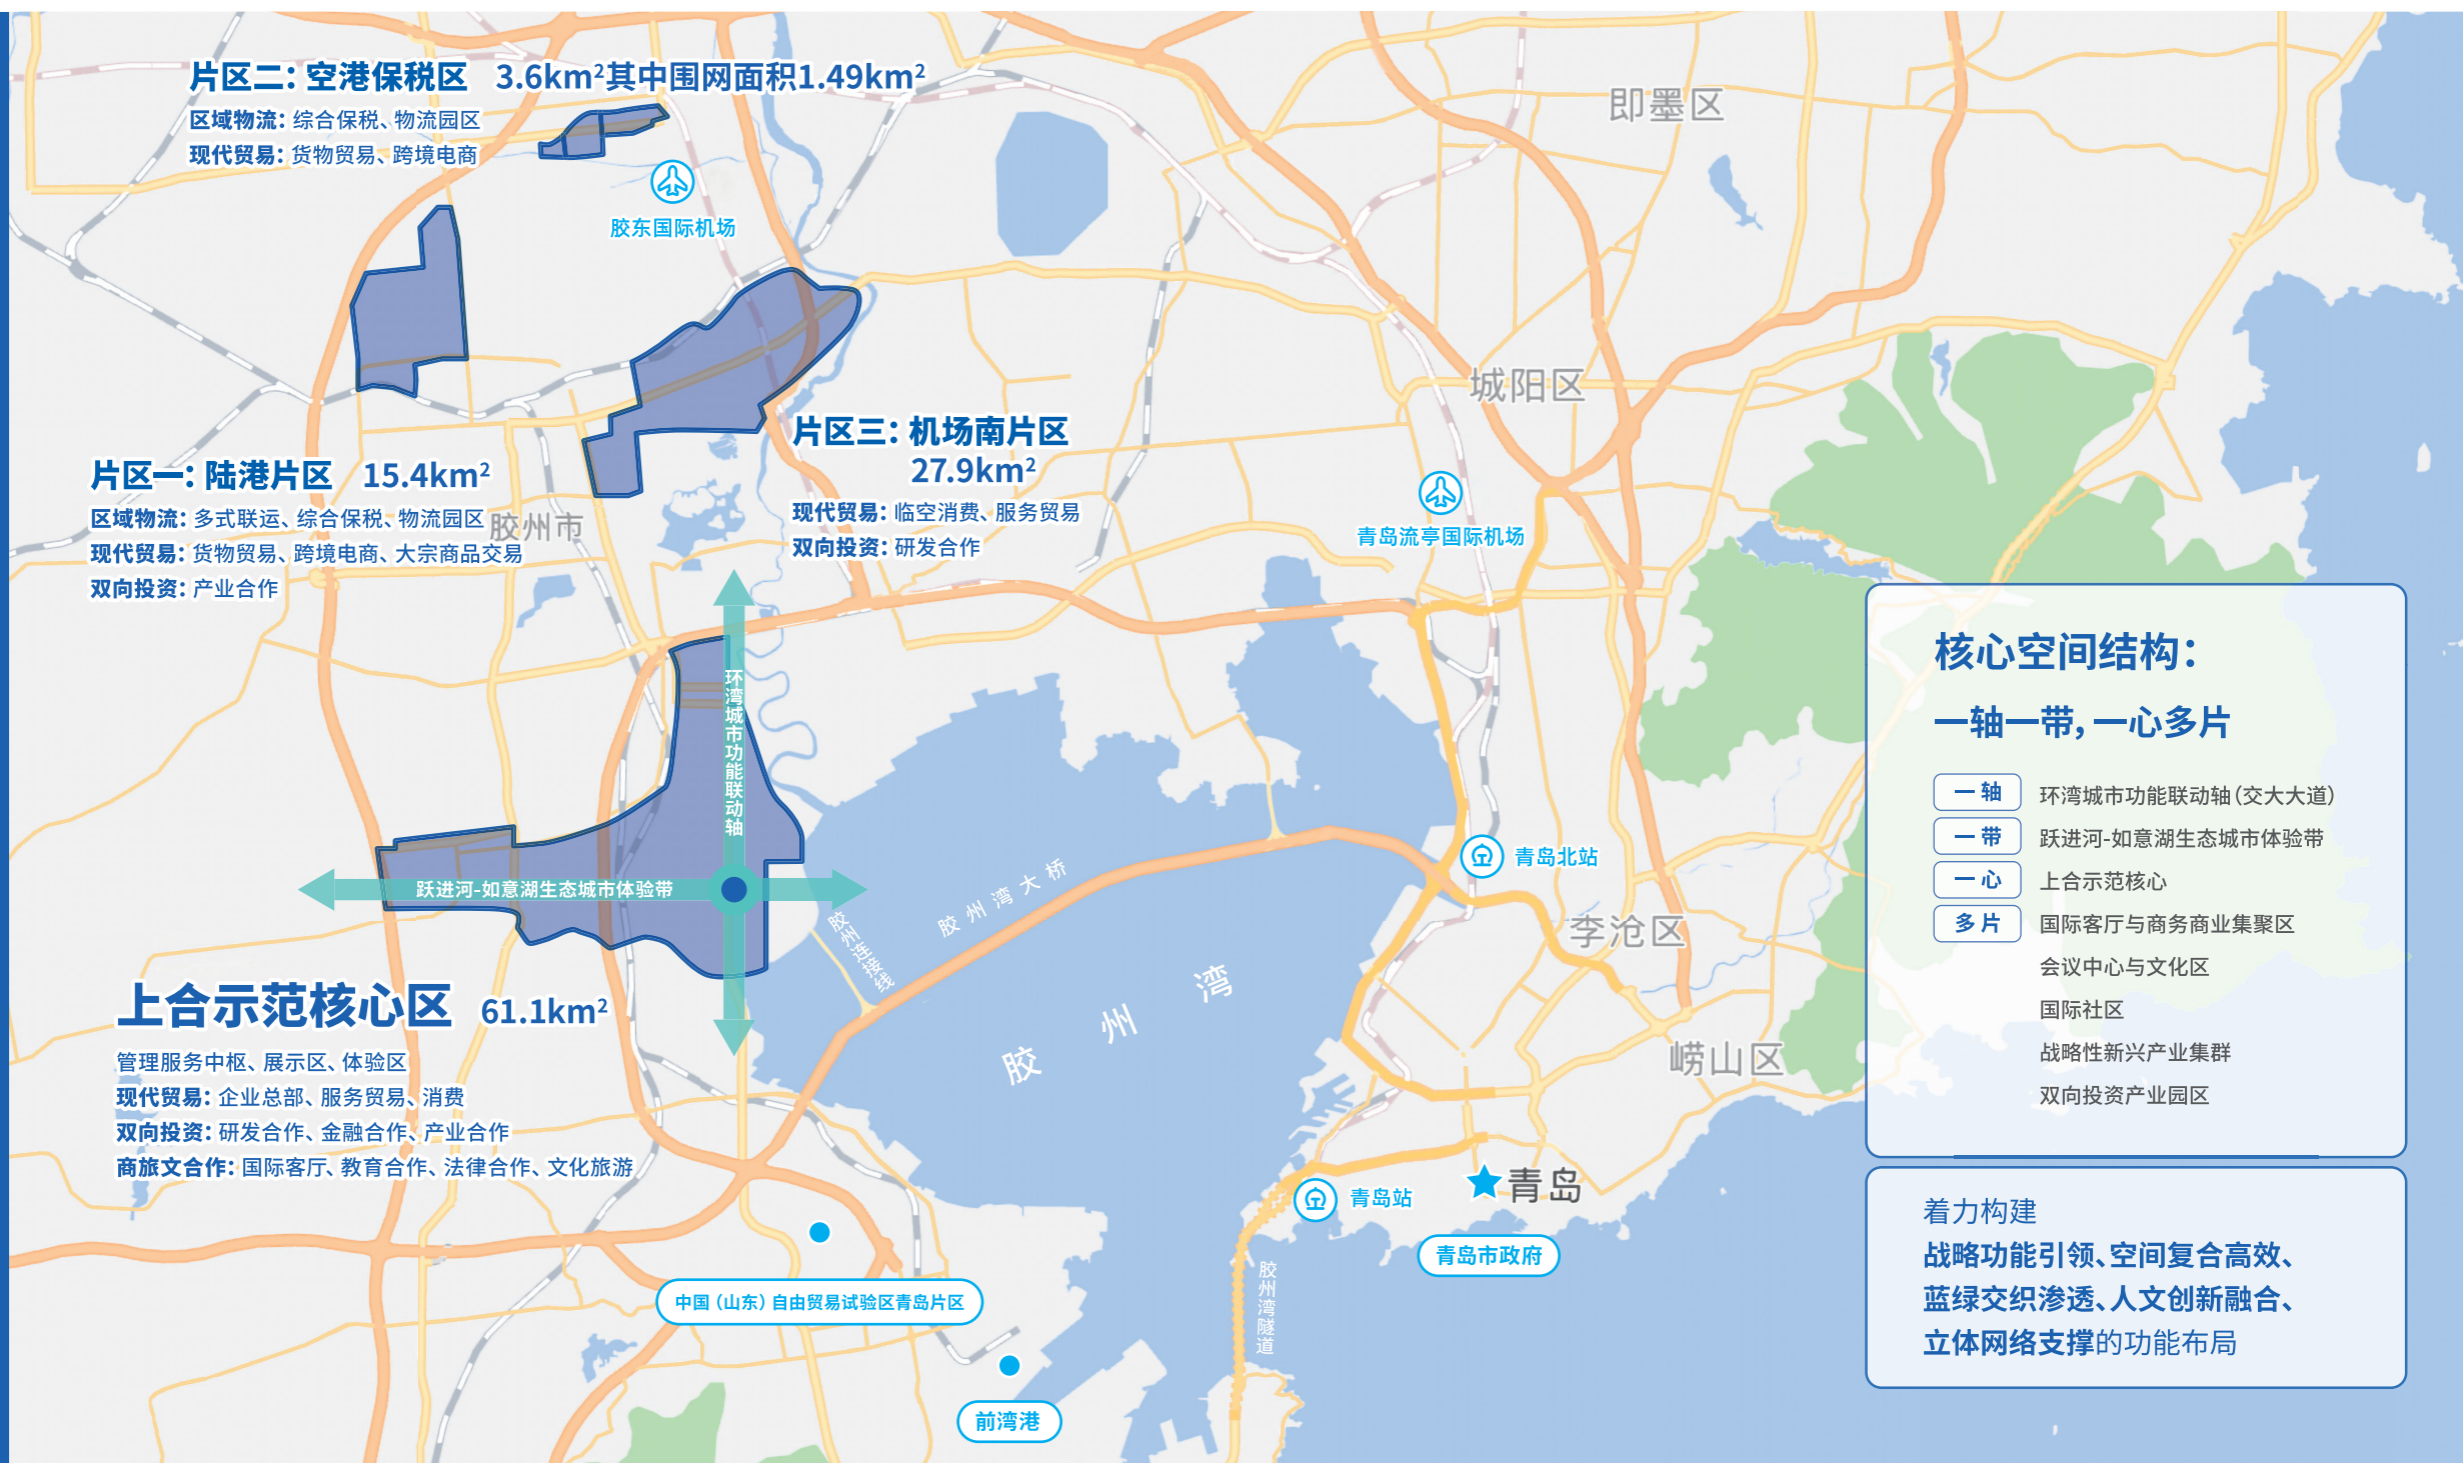 片区二：空港保税区 3.6km²其中围网面积1.49km²
区域物流：综合保税、物流园区
现代贸易：货物贸易、跨境电商
胶东国际机场
即墨区
城阳区
片区三：机场南片区
27.9km²
现代贸易：临空消费、服务贸易
双向投资：研发合作
片区一：陆港片区 15.4km²
区域物流：多式联运、综合保税、物流园区
现代贸易：货物贸易、跨境电商、大宗商品交易
双向投资：产业合作
胶州市
青岛流亭国际机场
环湾城市功能联动轴
跃进河-如意湖生态城市体验带
胶州连接线
胶州湾大桥
胶州湾
青岛北站
李沧区
崂山区
上合示范核心区 61.1km²
管理服务中枢、展示区、体验区
现代贸易：企业总部、服务贸易、消费
双向投资：研发合作、金融合作、产业合作
商旅文合作：国际客厅、教育合作、法律合作、文化旅游
青岛站
青岛
青岛市政府
胶州湾隧道
中国（山东）自由贸易试验区青岛片区
前湾港
核心空间结构：
一轴一带，一心多片
一轴 环湾城市功能联动轴（交大大道）
一带 跃进河-如意湖生态城市体验带
一心 上合示范核心
多片 国际客厅与商务商业集聚区
会议中心与文化区
国际社区
战略性新兴产业集群
双向投资产业园区
着力构建
战略功能引领、空间复合高效、
蓝绿交织渗透、人文创新融合、
立体网络支撑的功能布局